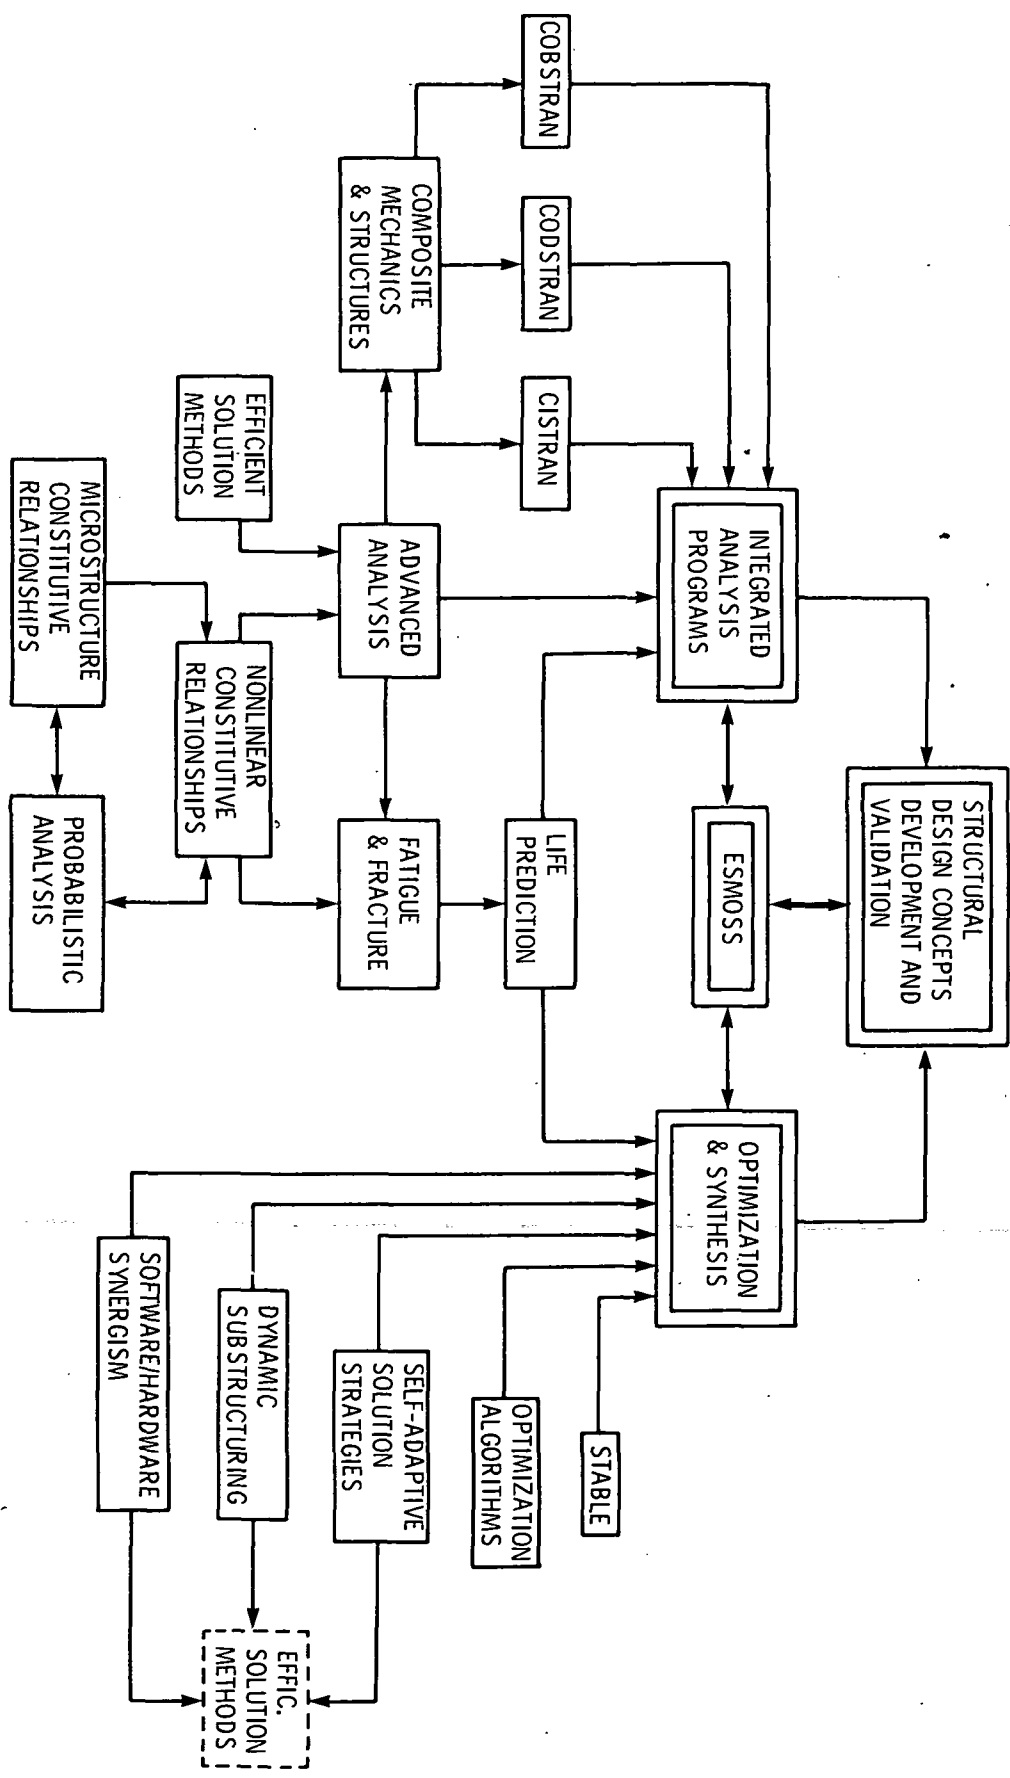 STRUCTURAL
DESIGN CONCEPTS
DEVELOPMENT AND
VALIDATION
INTEGRATED
ANALYSIS
PROGRAMS
ESMOSS
OPTIMIZATION
& SYNTHESIS
COBSTRAN
CODSTRAN
CISTRAN
LIFE
PREDICTION
STABLE
OPTIMIZATION
ALGORITHMS
COMPOSITE
MECHANICS
& STRUCTURES
ADVANCED
ANALYSIS
FATIGUE
& FRACTURE
SELF-ADAPTIVE
SOLUTION
STRATEGIES
EFFICIENT
SOLUTION
METHODS
NONLINEAR
CONSTITUTIVE
RELATIONSHIPS
DYNAMIC
SUBSTRUCTURING
EFFIC.
SOLUTION
METHODS
MICROSTRUCTURE
CONSTITUTIVE
RELATIONSHIPS
PROBABILISTIC
ANALYSIS
SOFTWARE/HARDWARE
SYNERGISM